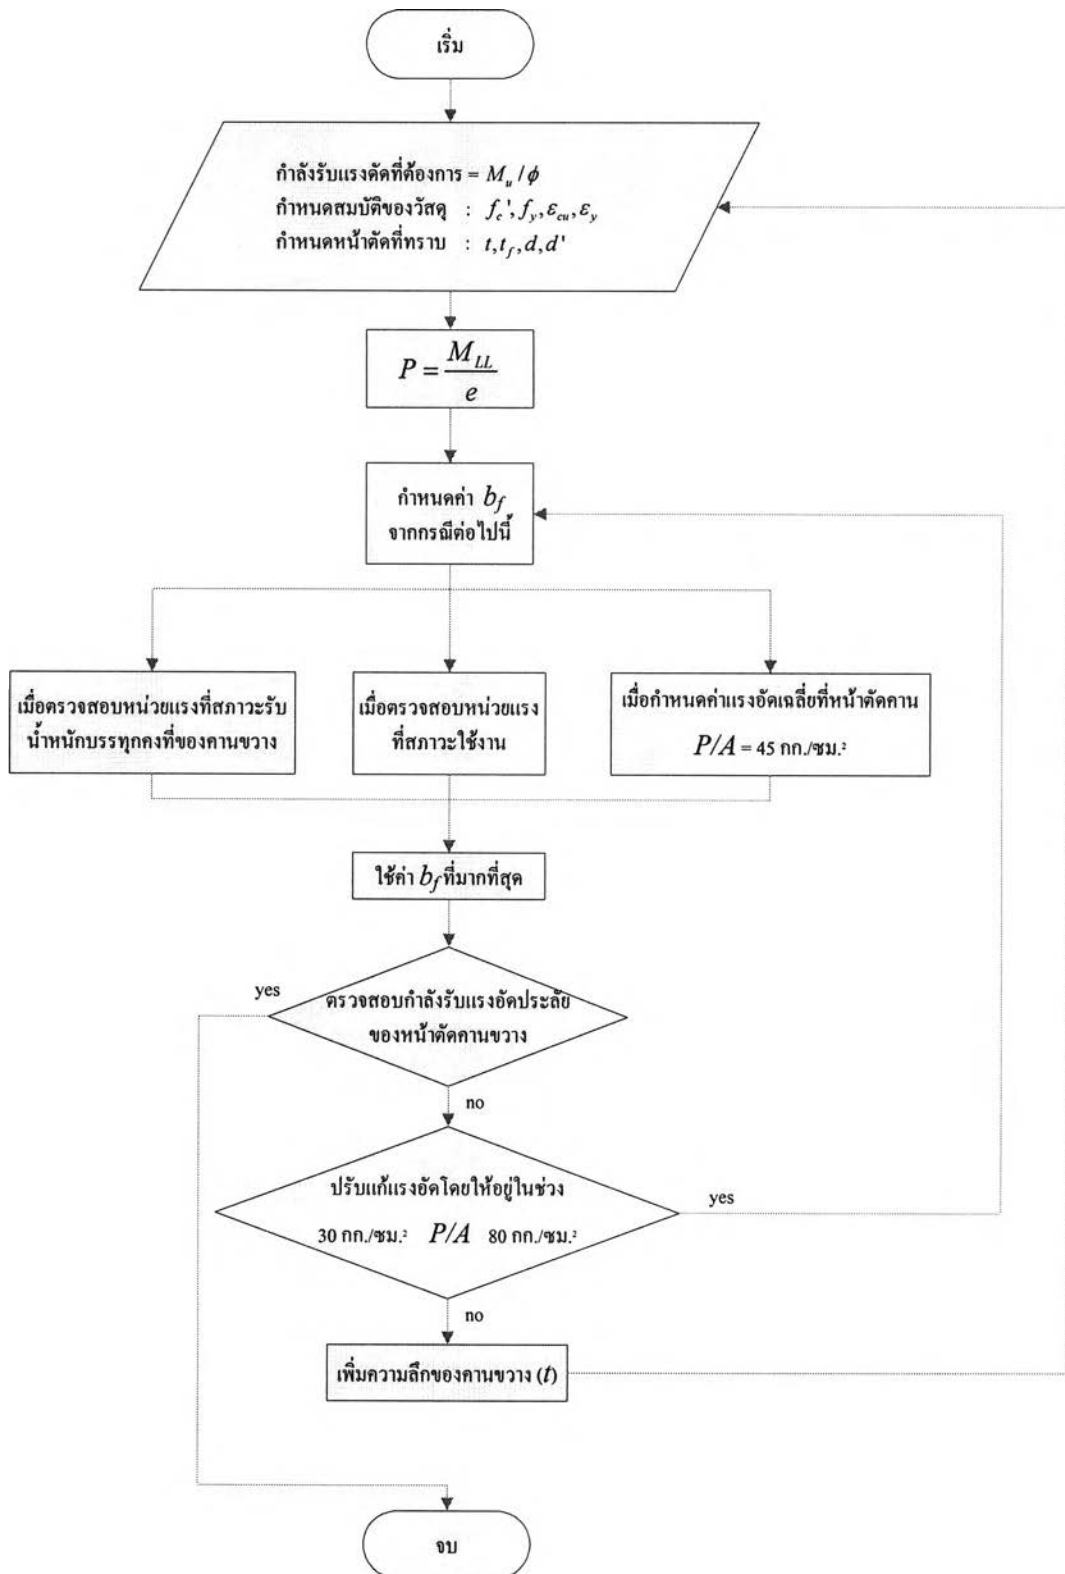 เริ่ม
กำลังรับแรงดัดที่ต้องการ = M_u / ϕ
กำหนดสมบัติของวัสดุ : f_c', f_y, ε_cu, ε_y
กำหนดหน้าตัดที่ทราบ : t, t_f, d, d'
P = M_LL / e
กำหนดค่า b_f
จากกรณีต่อไปนี้
เมื่อตรวจสอบหน่วยแรงที่สภาวะรับ
น้ำหนักบรรทุกคงที่ของคานขวาง
เมื่อตรวจสอบหน่วยแรง
ที่สภาวะใช้งาน
เมื่อกำหนดค่าแรงอัดเฉลี่ยที่หน้าตัดคาน
P/A = 45 กก./ซม.²
ใช้ค่า b_f ที่มากที่สุด
yes
ตรวจสอบกำลังรับแรงอัดประลัย
ของหน้าตัดคานขวาง
no
ปรับแก้แรงอัดโดยให้อยู่ในช่วง
30 กก./ซม.² P/A 80 กก./ซม.²
yes
no
เพิ่มความลึกของคานขวาง (t)
จบ